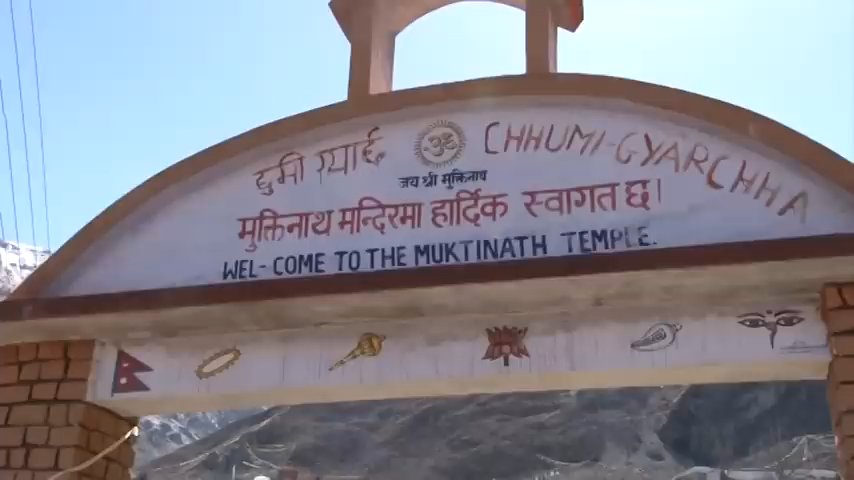 छुमी ग्यार्छ ॐ CHHUMI-GYARCHHA
जय श्री मुक्तिनाथ
मुक्तिनाथ मन्दिरमा हार्दिक स्वागत छ।
WEL-COME TO THE MUKTINATH TEMPLE.